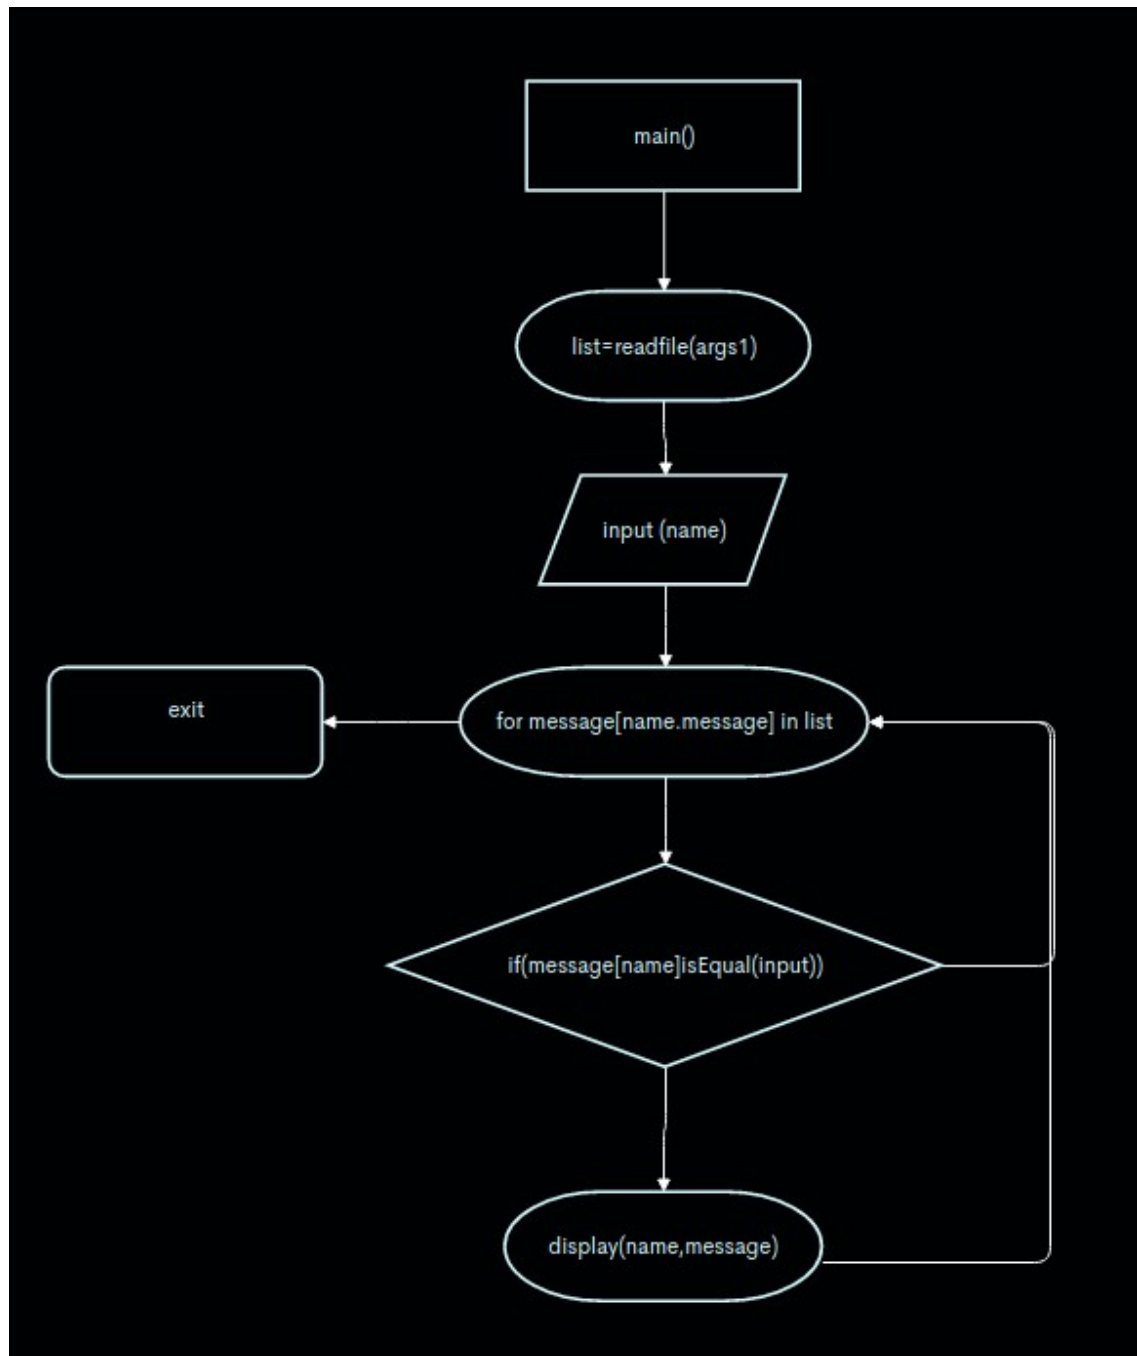 main()
list=readfile(args1)
input (name)
for message[name.message] in list
exit
if(message[name]isEqual(input))
display(name,message)